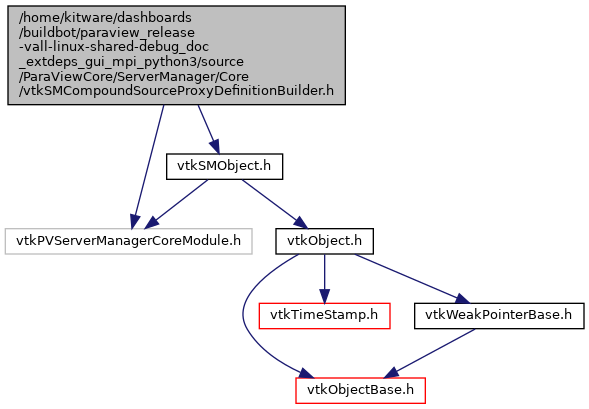 /home/kitware/dashboards
/buildbot/paraview_release
-vall-linux-shared-debug_doc
_extdeps_gui_mpi_python3/source
/ParaViewCore/ServerManager/Core
/vtkSMCompoundSourceProxyDefinitionBuilder.h
vtkSMObject.h
vtkPVServerManagerCoreModule.h
vtkObject.h
vtkTimeStamp.h
vtkWeakPointerBase.h
vtkObjectBase.h